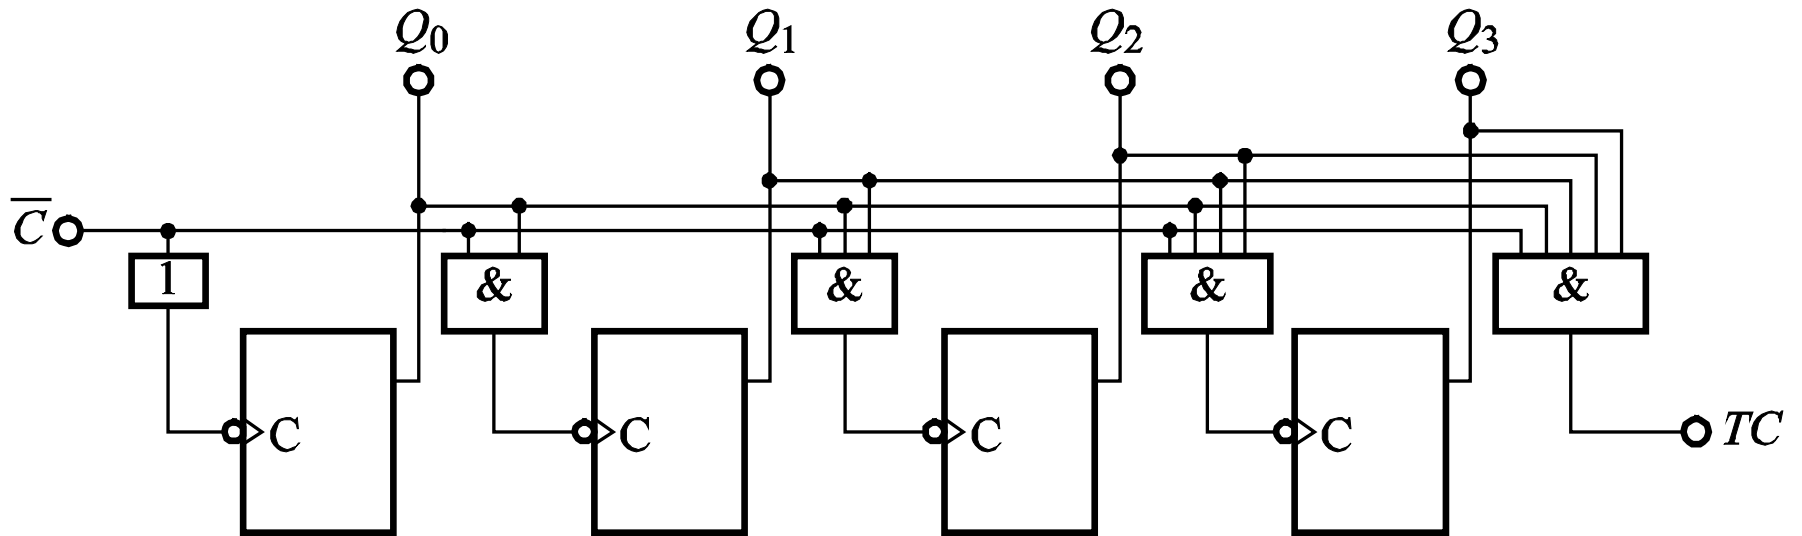 Q₀ Q₁ Q₂ Q₃
C̅
1 & & & &
C C C C TC